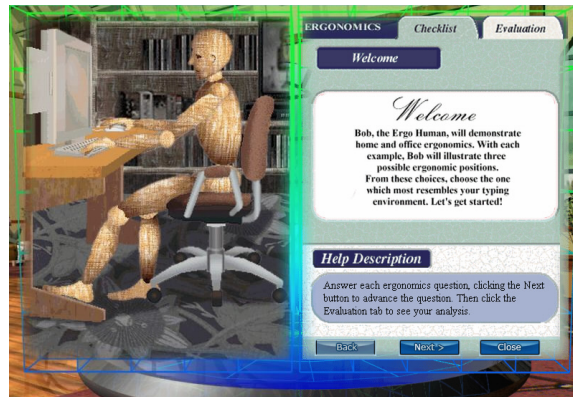 ERGONOMICS Checklist Evaluation
Welcome
Welcome
Bob, the Ergo Human, will demonstrate
home and office ergonomics. With each
example, Bob will illustrate three
possible ergonomic positions.
From these choices, choose the one
which most resembles your typing
environment. Let's get started!
Help Description
Answer each ergonomics question, clicking the Next
button to advance the question. Then click the
Evaluation tab to see your analysis.
Back Next > Close